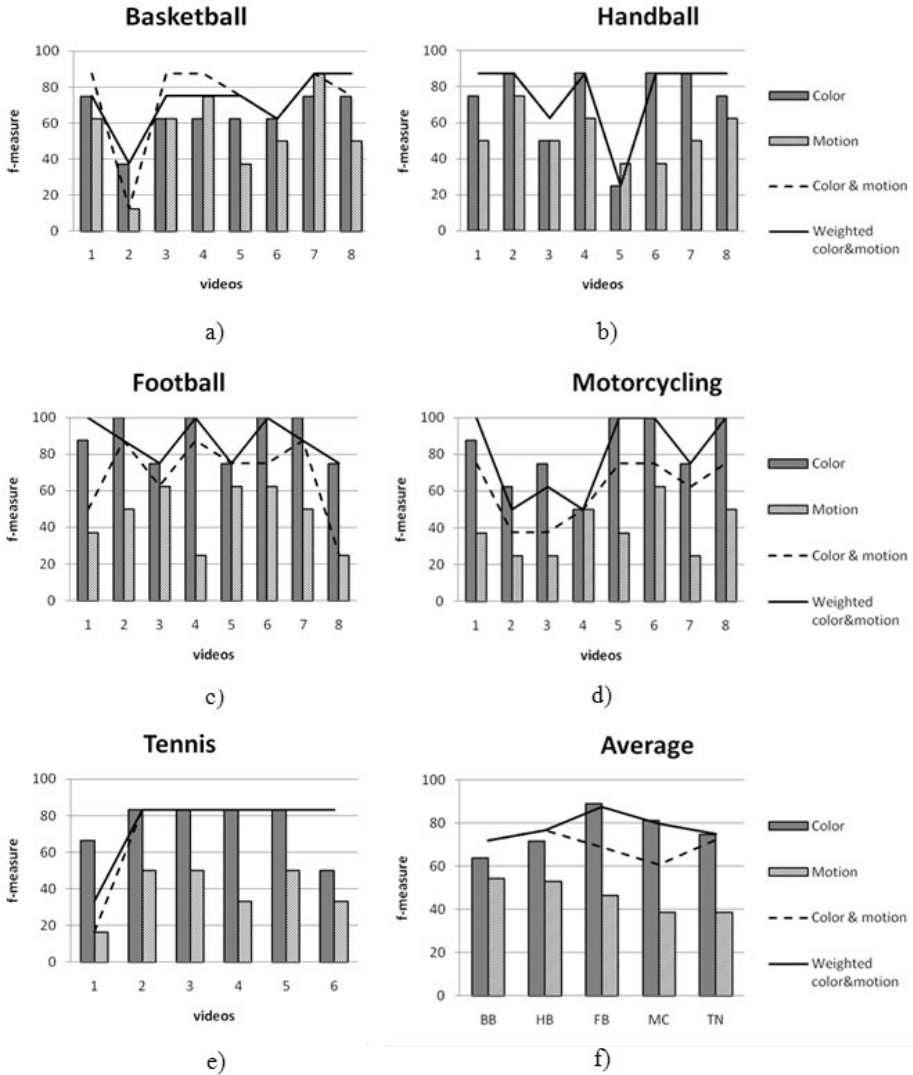 Basketball
100
80
60
40
20
0
f-measure
1 2 3 4 5 6 7 8
videos
a)
Handball
100
80
60
40
20
0
f-measure
1 2 3 4 5 6 7 8
videos
Color
Motion
Color & motion
Weighted
color&motion
b)
Football
100
80
60
40
20
0
f-measure
1 2 3 4 5 6 7 8
videos
c)
Motorcycling
100
80
60
40
20
0
f-measure
1 2 3 4 5 6 7 8
videos
Color
Motion
Color & motion
Weighted
color&motion
d)
Tennis
100
80
60
40
20
0
f-measure
1 2 3 4 5 6
videos
e)
Average
100
80
60
40
20
0
f-measure
BB HB FB MC TN
Color
Motion
Color & motion
Weighted
color&motion
f)